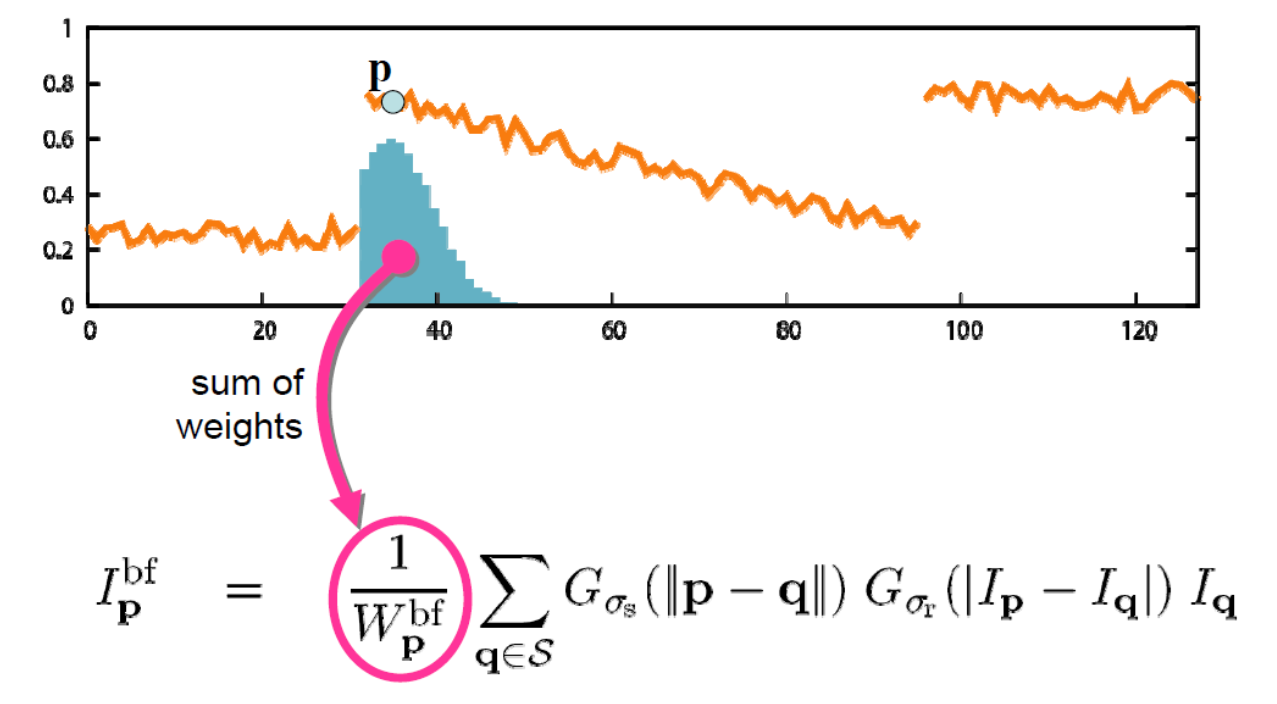 1
0.8
0.6
0.4
0.2
0
p
0 20 40 60 80 100 120
sum of
weights
I_p^bf = 1/W_p^bf ∑_{q∈S} G_σs(‖p − q‖) G_σr(|I_p − I_q|) I_q